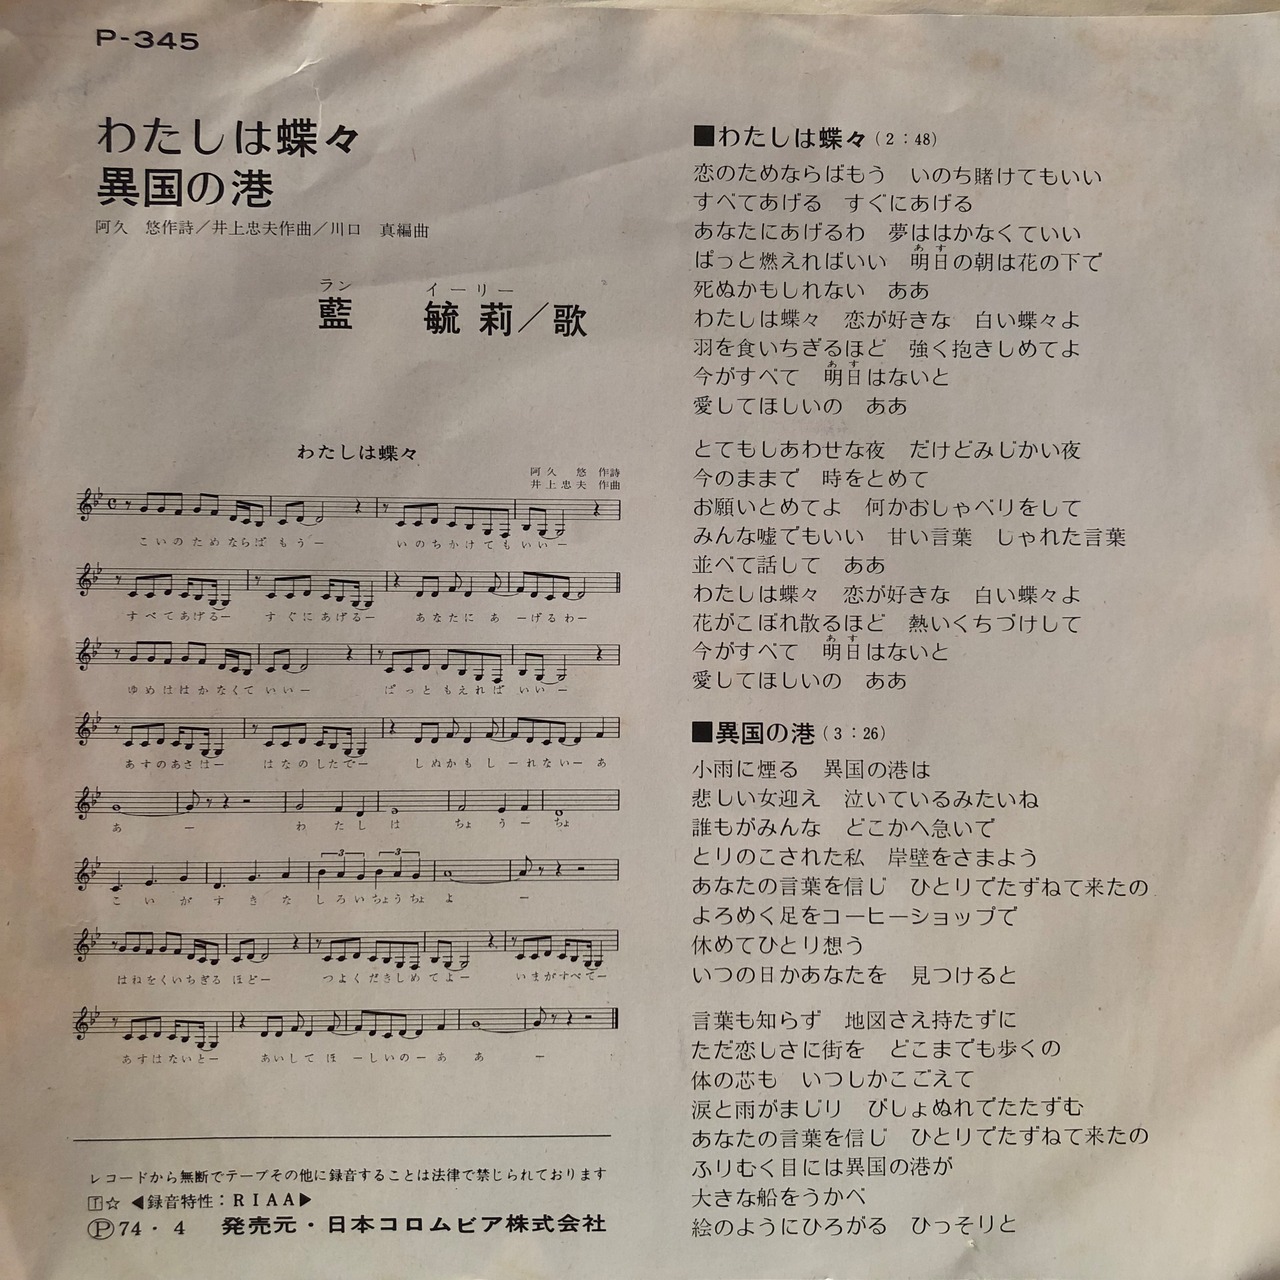 P-345
わたしは蝶々
異国の港
阿久 悠作詩／井上忠夫作曲／川口 真編曲
ラン イーリー
藍 毓莉／歌
わたしは蝶々
阿久 悠 作詩
井上忠夫 作曲
こいのためならば もうー いのちかけてもいいー
すべてあげるー すぐにあげるー あなたに あーげるわー
ゆめははかなくていいー ぱっともえればいいー
あすのあさはー はなのしたでー しぬかもしーれないーあ
あ ー わたしは ちょうーちょ
こいがすきな しろいちょうちょ よ ー
はねをくいちぎる ほどー つよくだきしめてよー いまがすべてー
あすはないとー あいしてほーしいのーあ あ ー
レコードから無断でテープその他に録音することは法律で禁じられております
T☆ ◀録音特性：RIAA▶
Ⓟ74・4 発売元・日本コロムビア株式会社
■わたしは蝶々（2：48）
恋のためならばもう いのち賭けてもいい
すべてあげる すぐにあげる
あなたにあげるわ 夢ははかなくていい
あす
ぱっと燃えればいい 明日の朝は花の下で
死ぬかもしれない ああ
わたしは蝶々 恋が好きな 白い蝶々よ
羽を食いちぎるほど 強く抱きしめてよ
あす
今がすべて 明日はないと
愛してほしいの ああ
とてもしあわせな夜 だけどみじかい夜
今のままで 時をとめて
お願いとめてよ 何かおしゃべりをして
みんな嘘でもいい 甘い言葉 しゃれた言葉
並べて話して ああ
わたしは蝶々 恋が好きな 白い蝶々よ
花がこぼれ散るほど 熱いくちづけして
あす
今がすべて 明日はないと
愛してほしいの ああ
■異国の港（3：26）
小雨に煙る 異国の港は
悲しい女迎え 泣いているみたいね
誰もがみんな どこかへ急いで
とりのこされた私 岸壁をさまよう
あなたの言葉を信じ ひとりでたずねて来たの
よろめく足をコーヒーショップで
休めてひとり想う
いつの日かあなたを 見つけると
言葉も知らず 地図さえ持たずに
ただ恋しさに街を どこまでも歩くの
体の芯も いつしかこごえて
涙と雨がまじり びしょぬれでたたずむ
あなたの言葉を信じ ひとりでたずねて来たの
ふりむく目には異国の港が
大きな船をうかべ
絵のようにひろがる ひっそりと